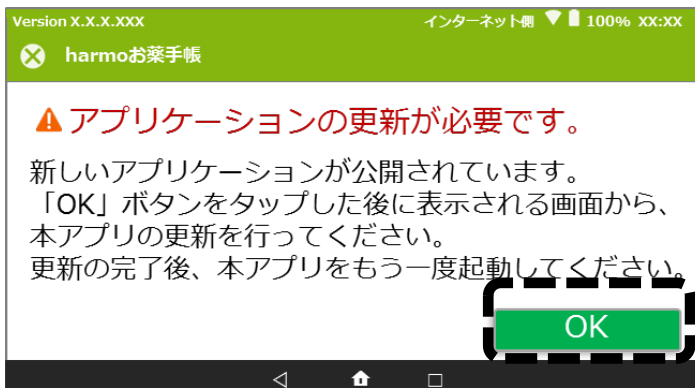 Version X.X.X.XXX インターネット側 100% XX:XX
harmoお薬手帳
アプリケーションの更新が必要です。
新しいアプリケーションが公開されています。
「OK」ボタンをタップした後に表示される画面から、
本アプリの更新を行ってください。
更新の完了後、本アプリをもう一度起動してください。
OK